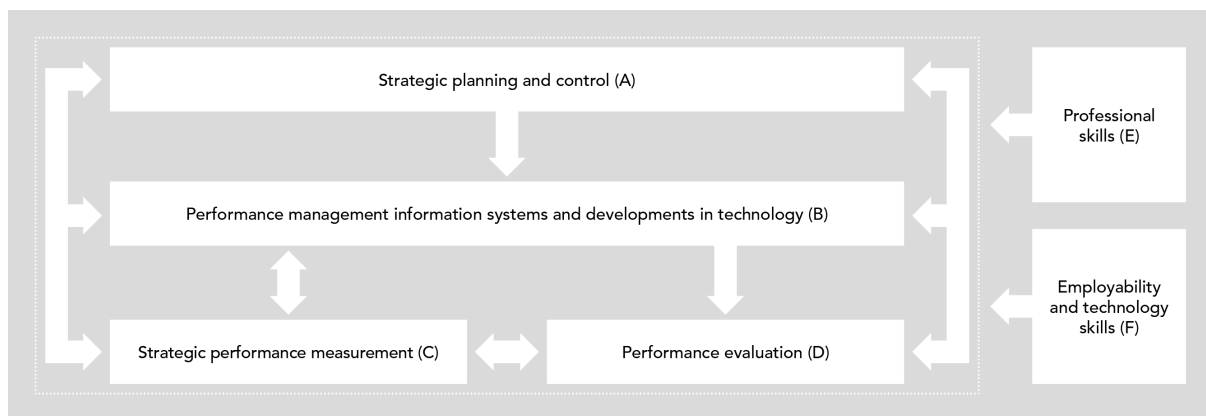 Strategic planning and control (A)
Professional
skills (E)
Performance management information systems and developments in technology (B)
Employability
and technology
skills (F)
Strategic performance measurement (C)
Performance evaluation (D)